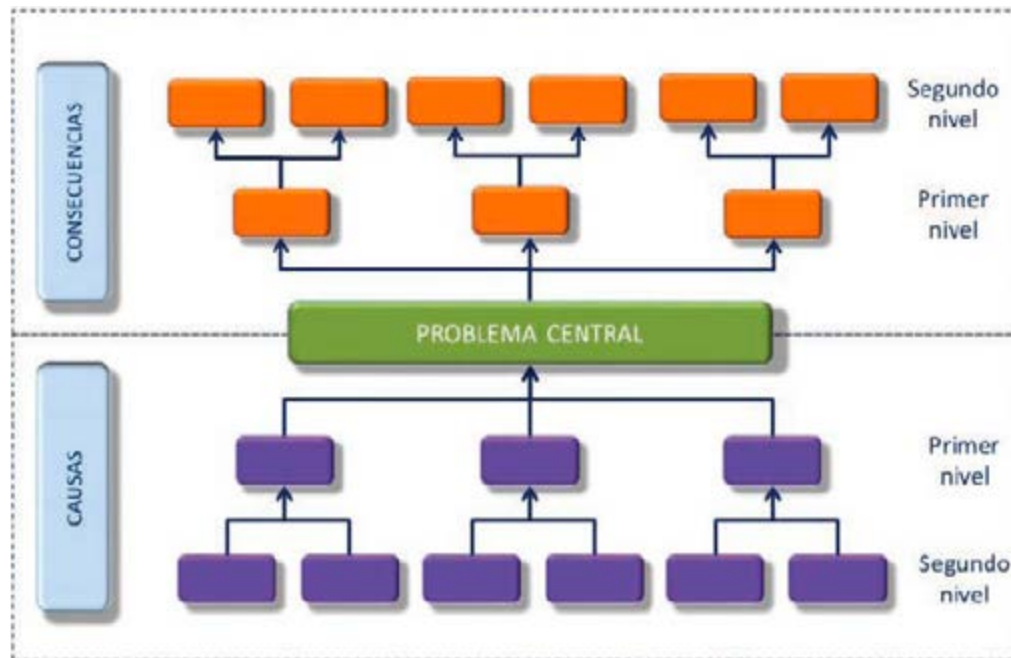 CONSECUENCIAS
Segundo
nivel
Primer
nivel
PROBLEMA CENTRAL
CAUSAS
Primer
nivel
Segundo
nivel